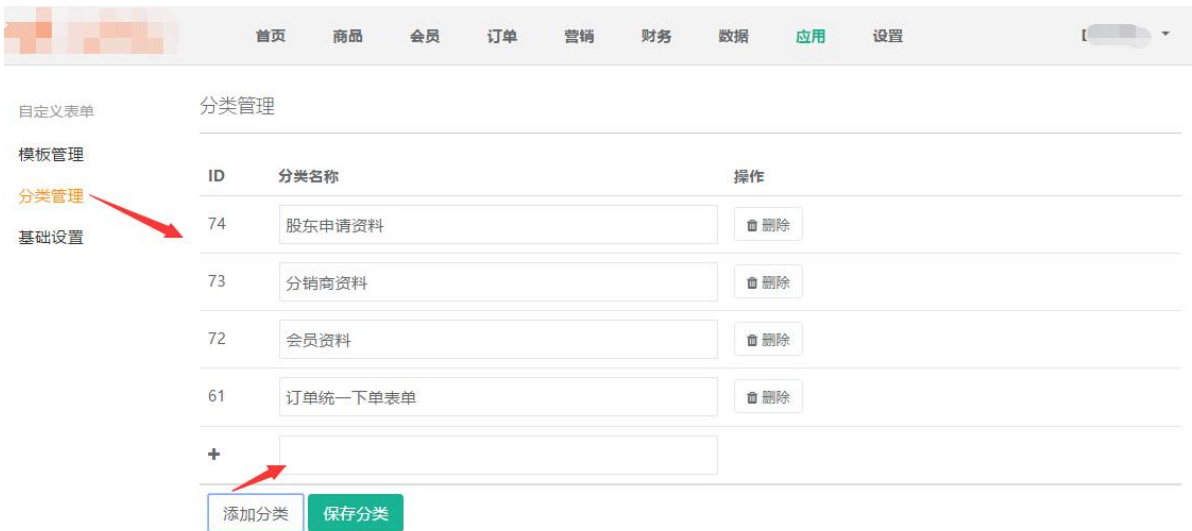 首页 商品 会员 订单 营销 财务 数据 应用 设置
自定义表单
模板管理
分类管理
基础设置
分类管理
ID 分类名称 操作
74 股东申请资料 删除
73 分销商资料 删除
72 会员资料 删除
61 订单统一下单表单 删除
+
添加分类 保存分类